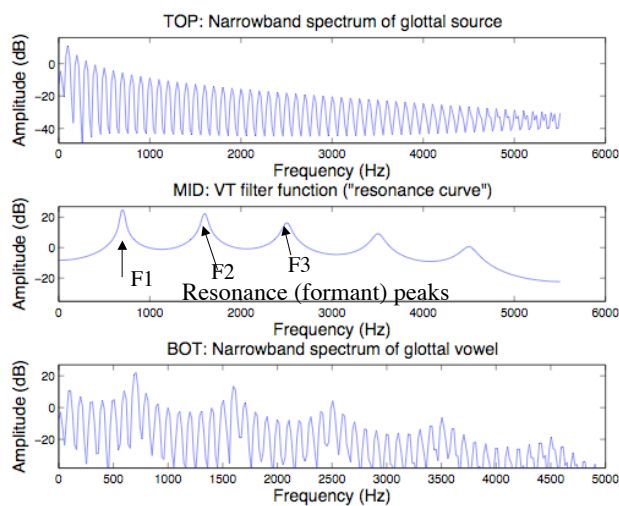 TOP: Narrowband spectrum of glottal source
Amplitude (dB)
0
−20
−40
0 1000 2000 3000 4000 5000 6000
Frequency (Hz)
MID: VT filter function ("resonance curve")
Amplitude (dB)
20
0
−20
F1 F2 F3
Resonance (formant) peaks
0 1000 2000 3000 4000 5000 6000
Frequency (Hz)
BOT: Narrowband spectrum of glottal vowel
Amplitude (dB)
20
0
−20
0 500 1000 1500 2000 2500 3000 3500 4000 4500 5000
Frequency (Hz)